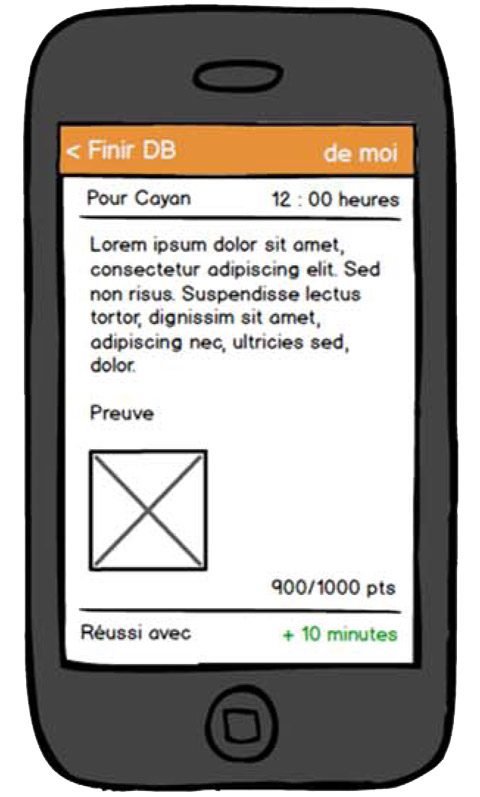 < Finir DB de moi
Pour Cayan 12 : 00 heures
Lorem ipsum dolor sit amet,
consectetur adipiscing elit. Sed
non risus. Suspendisse lectus
tortor, dignissim sit amet,
adipiscing nec, ultricies sed,
dolor.
Preuve
900/1000 pts
Réussi avec + 10 minutes